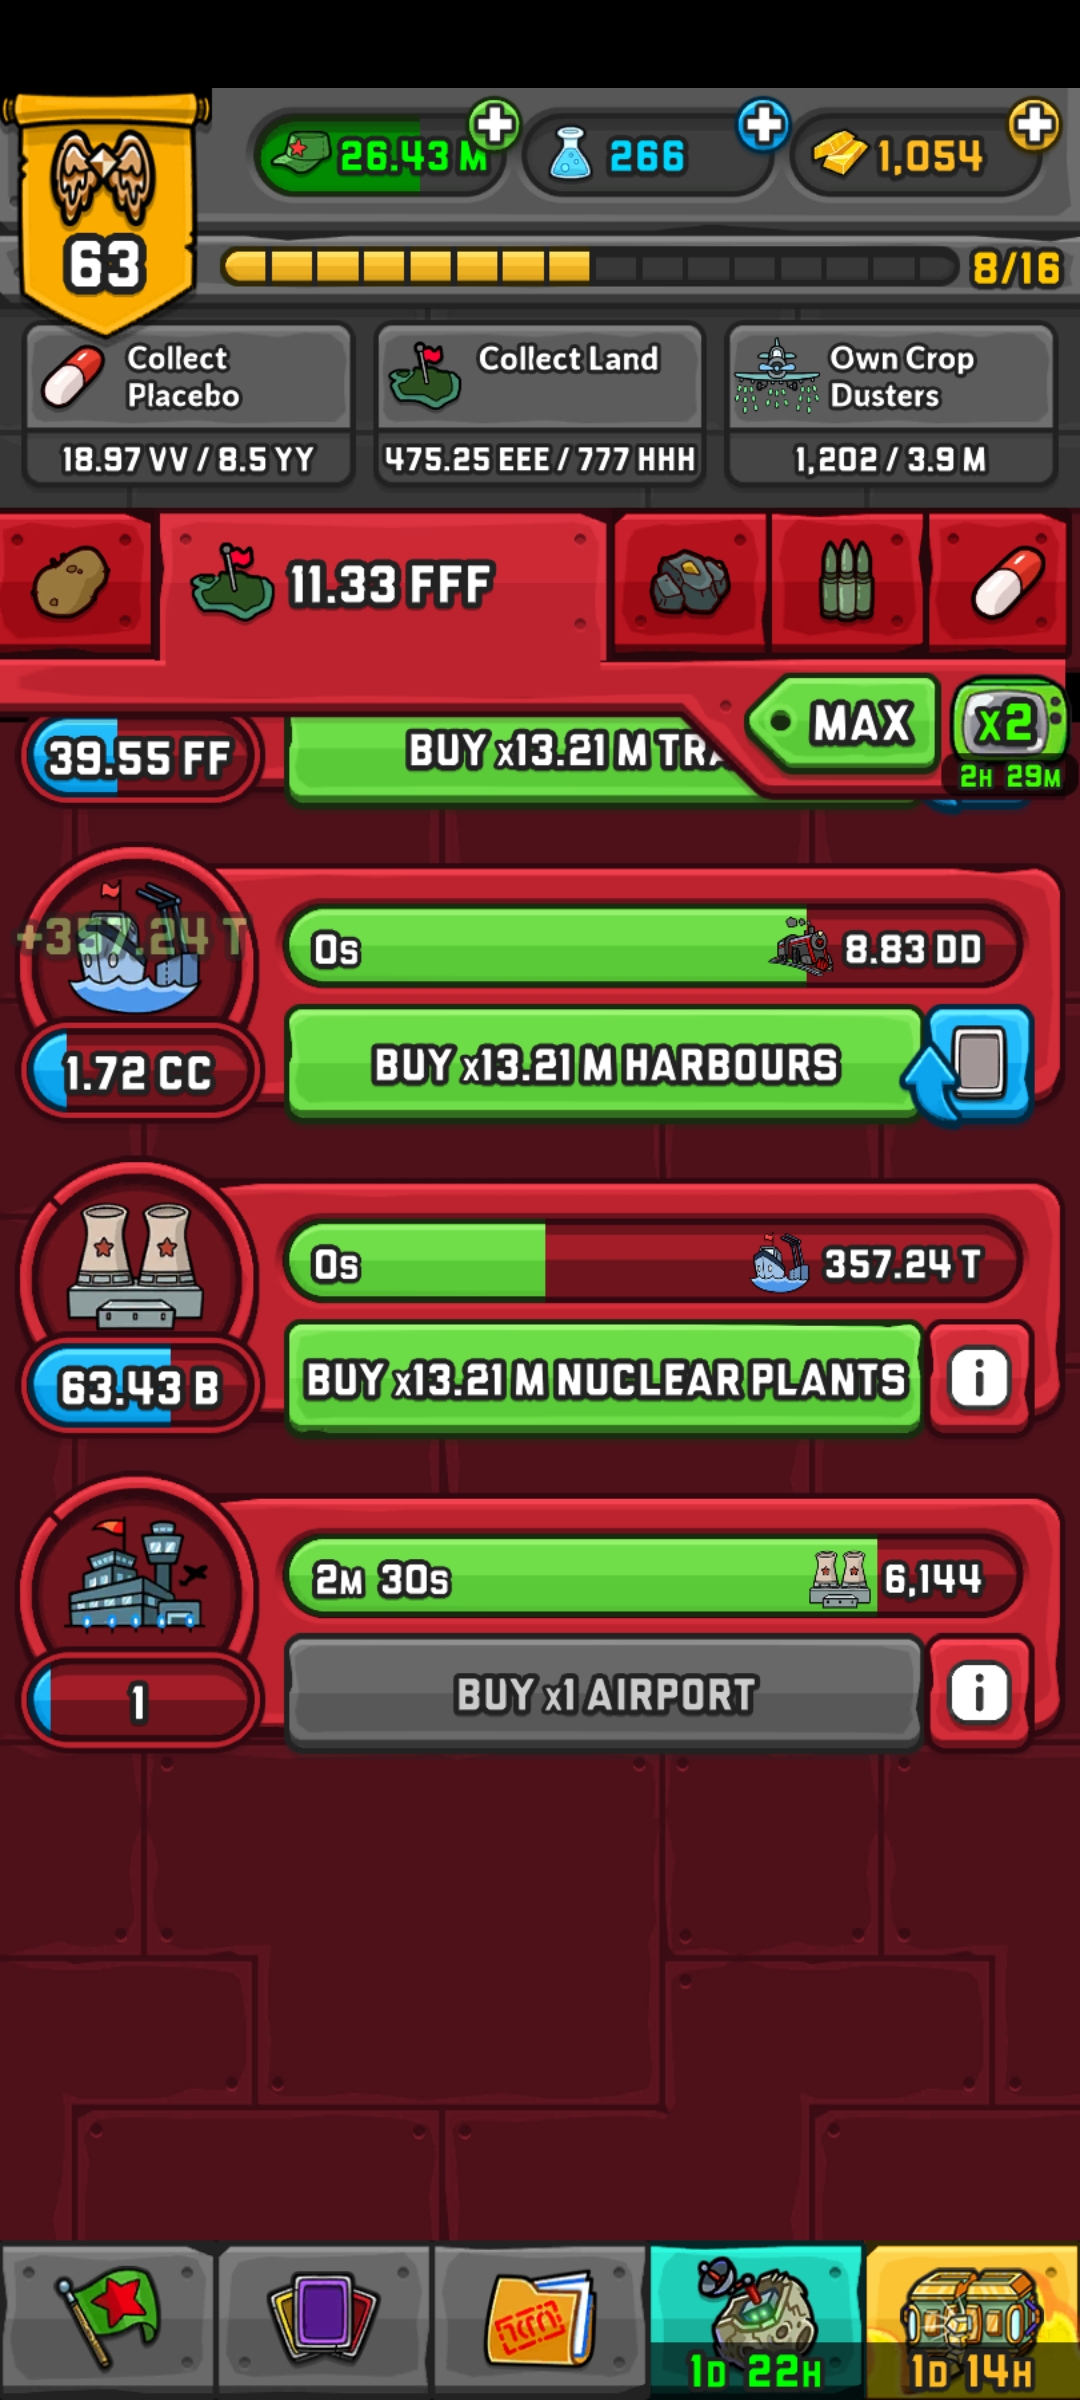 63
26.43 M
266
1,054
8/16
Collect
Placebo
18.97 VV / 8.5 YY
Collect Land
475.25 EEE / 777 HHH
Own Crop
Dusters
1,202 / 3.9 M
11.33 FFF
MAX
x2
2H 29M
39.55 FF
BUY x13.21 M TRA
+357.24 T
0s
8.83 DD
1.72 CC
BUY x13.21 M HARBOURS
0s
357.24 T
63.43 B
BUY x13.21 M NUCLEAR PLANTS
i
2M 30s
6,144
1
BUY x1 AIRPORT
i
1D 22H
1D 14H